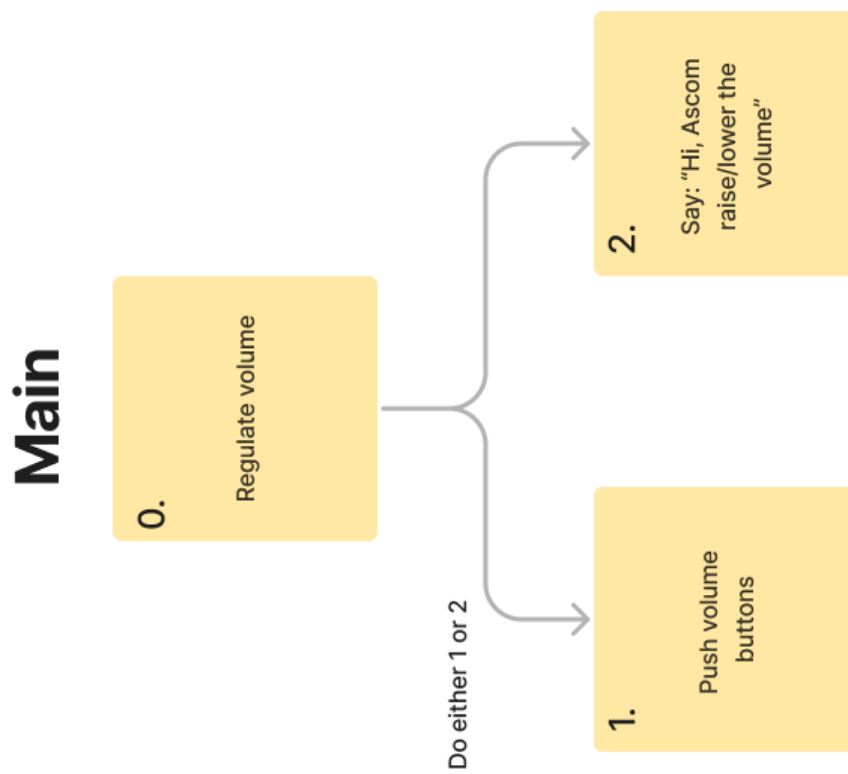 Main
0.
Regulate volume
Do either 1 or 2
1.
Push volume
buttons
2.
Say: “Hi, Ascom
raise/lower the
volume”